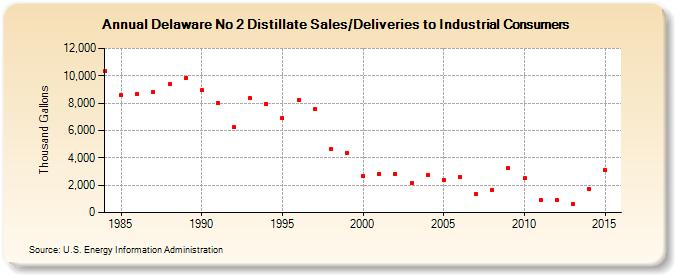 Annual Delaware No 2 Distillate Sales/Deliveries to Industrial Consumers
Thousand Gallons
12,000
10,000
8,000
6,000
4,000
2,000
0
1985 1990 1995 2000 2005 2010 2015
Source: U.S. Energy Information Administration